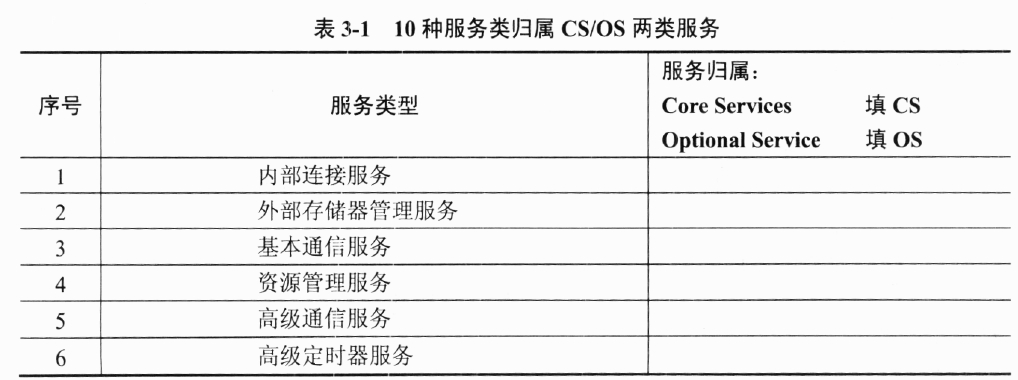 表 3-1 10 种服务类归属 CS/OS 两类服务
序号 服务类型 服务归属：
Core Services 填 CS
Optional Service 填 OS
1 内部连接服务
2 外部存储器管理服务
3 基本通信服务
4 资源管理服务
5 高级通信服务
6 高级定时器服务